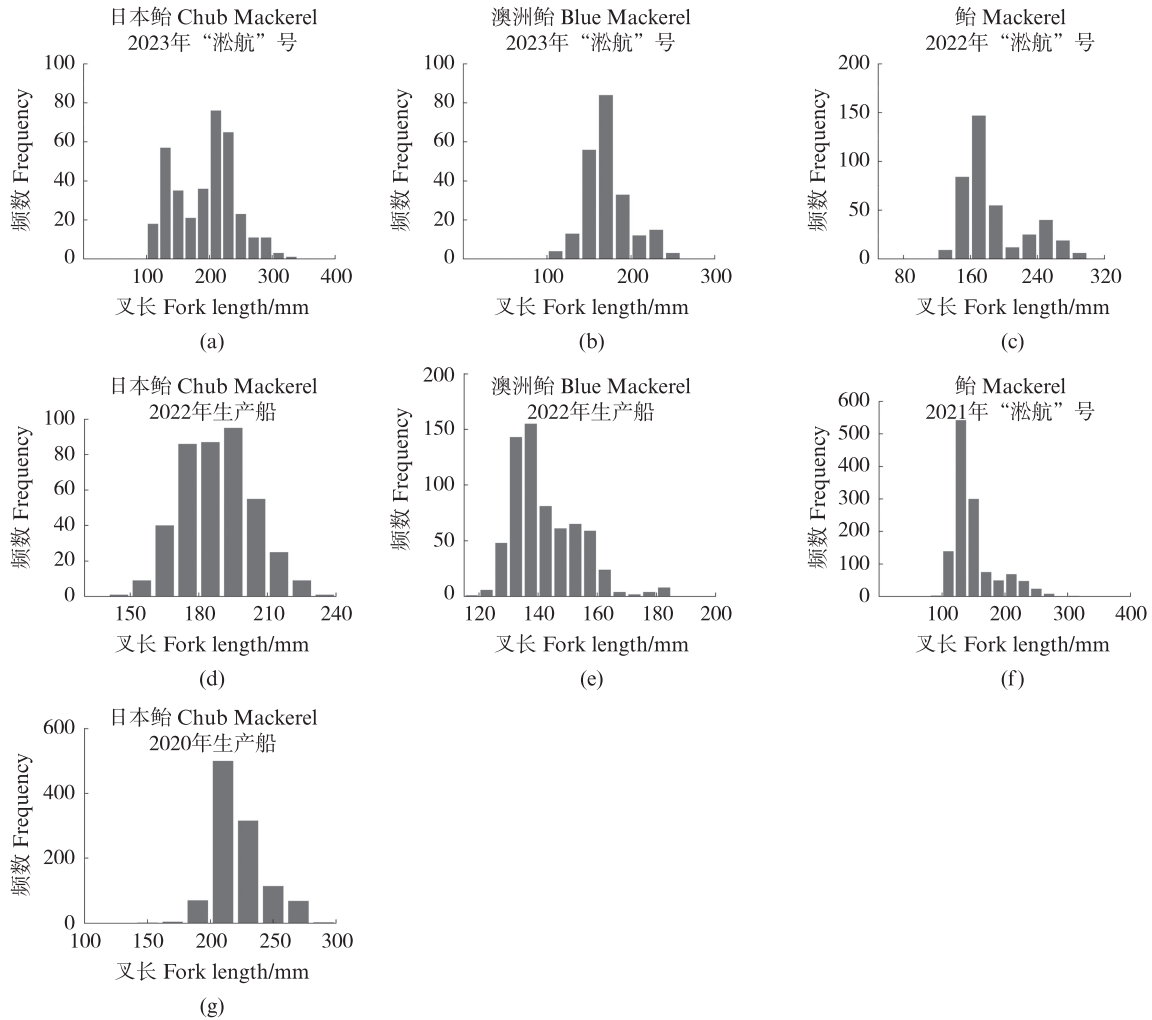 日本鲐 Chub Mackerel
2023年“淞航”号
100
80
60
40
20
0
频数 Frequency
100 200 300 400
叉长 Fork length/mm
(a)
澳洲鲐 Blue Mackerel
2023年“淞航”号
100
80
60
40
20
0
频数 Frequency
100 200 300
叉长 Fork length/mm
(b)
鲐 Mackerel
2022年“淞航”号
200
150
100
50
0
频数 Frequency
80 160 240 320
叉长 Fork length/mm
(c)
日本鲐 Chub Mackerel
2022年生产船
100
80
60
40
20
0
频数 Frequency
150 180 210 240
叉长 Fork length/mm
(d)
澳洲鲐 Blue Mackerel
2022年生产船
200
150
100
50
0
频数 Frequency
120 140 160 200
叉长 Fork length/mm
(e)
鲐 Mackerel
2021年“淞航”号
600
500
400
300
200
100
0
频数 Frequency
100 200 300 400
叉长 Fork length/mm
(f)
日本鲐 Chub Mackerel
2020年生产船
600
400
200
0
频数 Frequency
100 150 200 250 300
叉长 Fork length/mm
(g)